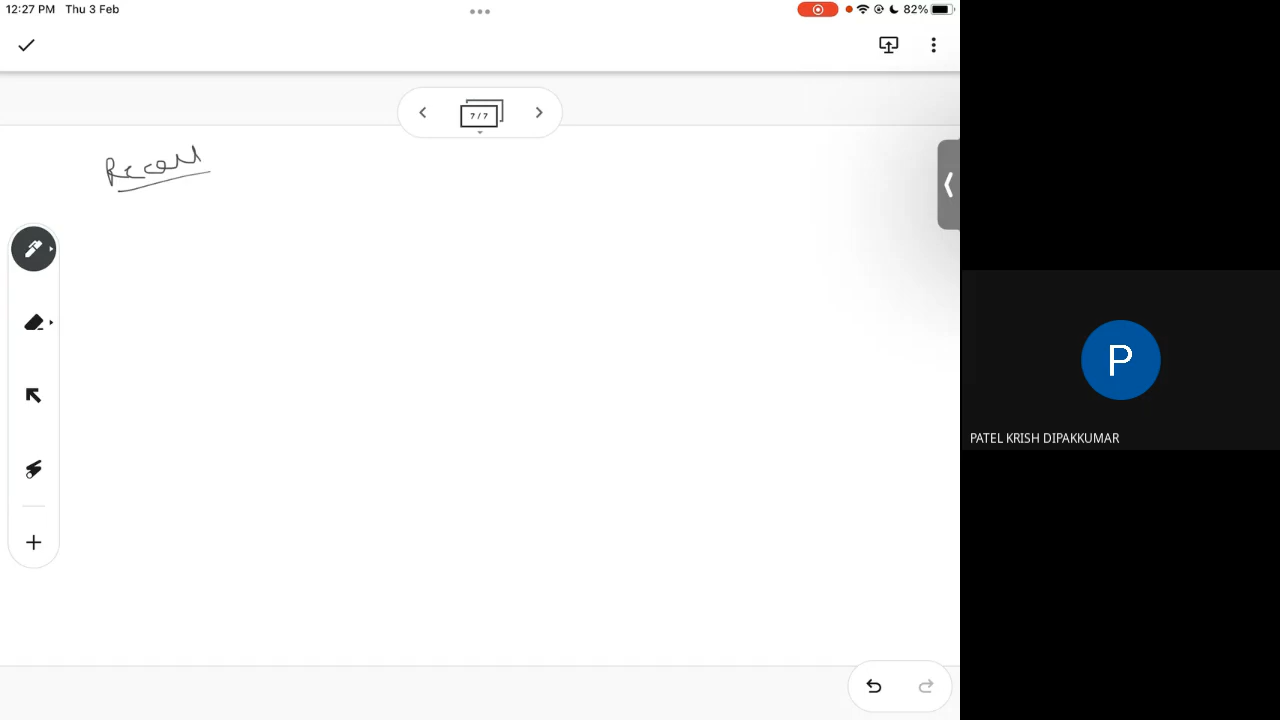 12:27 PM Thu 3 Feb
82%
7 / 7
Recall
P
PATEL KRISH DIPAKKUMAR